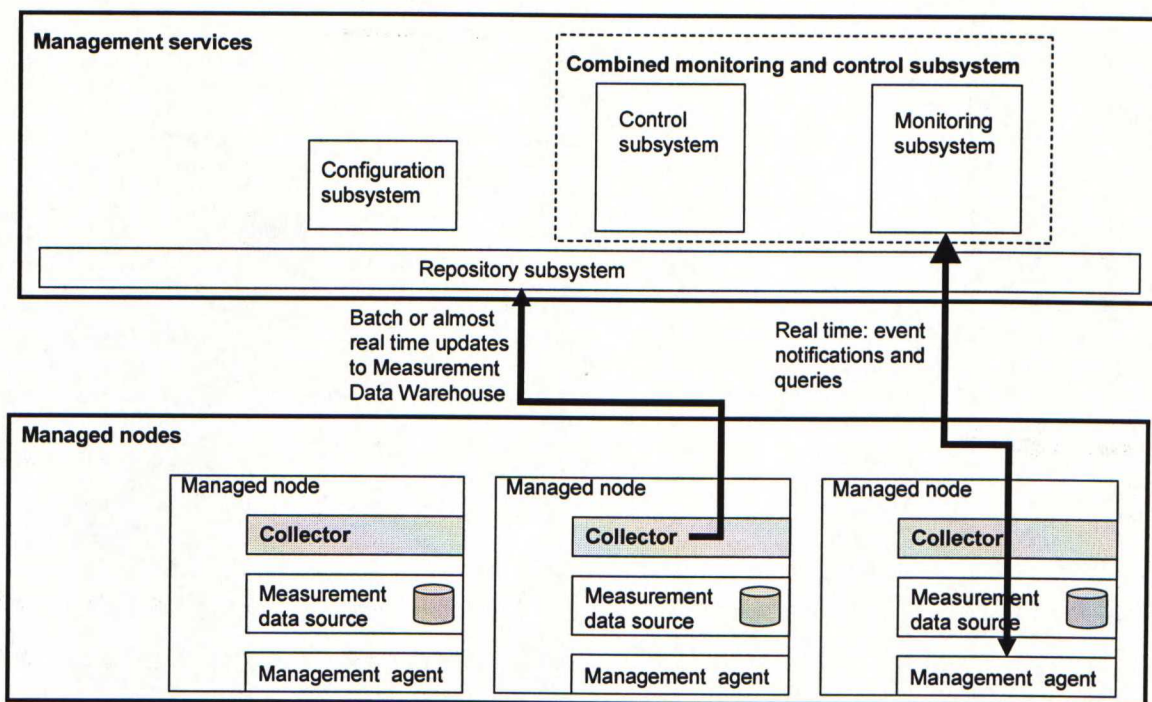 Management services
Combined monitoring and control subsystem
Control
subsystem
Monitoring
subsystem
Configuration
subsystem
Repository subsystem
Batch or almost
real time updates
to Measurement
Data Warehouse
Real time: event
notifications and
queries
Managed nodes
Managed node
Collector
Measurement
data source
Management agent
Managed node
Collector
Measurement
data source
Management agent
Managed node
Collector
Measurement
data source
Management agent